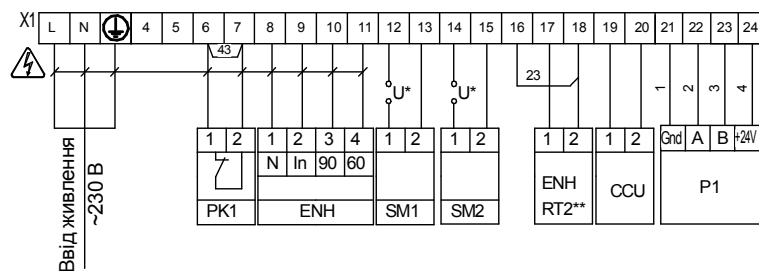 X1 L N 4 5 6 7 8 9 10 11 12 13 14 15 16 17 18 19 20 21 22 23 24
43
23
U* U*
1 2 3 4
1 2 1 2 3 4 1 2 1 2 1 2 1 2 Gnd A B +24V
N In 90 60
ENH
RT2**
CCU
P1
PK1 ENH SM1 SM2
Ввід живлення
~230 В